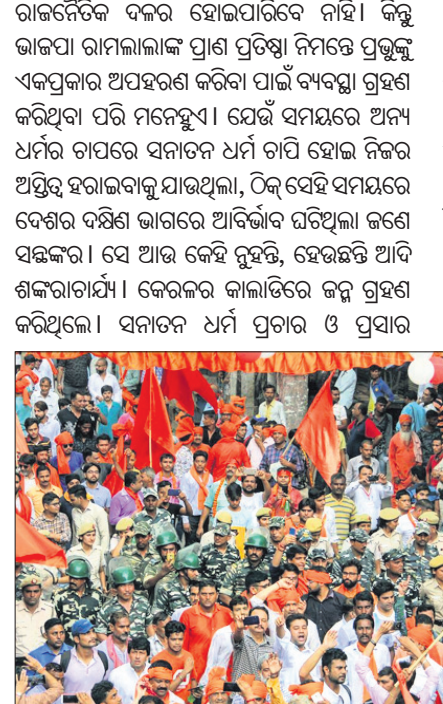 ରାଜନୈତିକ ଦଳର ହୋଇପାରିବେ ନାହିଁ। କିନ୍ତୁ
ଭାଜପା ରାମଲାଲାଙ୍କ ପ୍ରାଣ ପ୍ରତିଷ୍ଠା ନିମନ୍ତେ ପ୍ରଭୁଙ୍କୁ
ଏକପ୍ରକାର ଅପହରଣ କରିବା ପାଇଁ ବ୍ୟବସ୍ଥା ଗ୍ରହଣ
କରିଥିବା ପରି ମନେହୁଏ। ଯେଉଁ ସମୟରେ ଅନ୍ୟ
ଧର୍ମର ଚାପରେ ସନାତନ ଧର୍ମ ଚାପି ହୋଇ ନିଜର
ଅସ୍ତିତ୍ୱ ହରାଇବାକୁ ଯାଉଥିଲା, ଠିକ୍ ସେହି ସମୟରେ
ଦେଶର ଦକ୍ଷିଣ ଭାଗରେ ଆବିର୍ଭାବ ଘଟିଥିଲା ଜଣେ
ସନ୍ଥଙ୍କର। ସେ ଆଉ କେହି ନୁହନ୍ତି, ହେଉଛନ୍ତି ଆଦି
ଶଙ୍କରାଚାର୍ଯ୍ୟ। କେରଳର କାଲାଡିରେ ଜନ୍ମ ଗ୍ରହଣ
କରିଥିଲେ। ସନାତନ ଧର୍ମ ପ୍ରଚାର ଓ ପ୍ରସାର